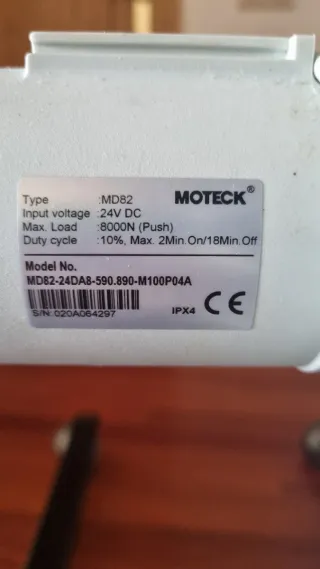 Type :MD82 MOTECK®
Input voltage :24V DC
Max. Load :8000N (Push)
Duty cycle :10%, Max. 2Min.On/18Min.Off
Model No.
MD82-24DA8-590.890-M100P04A
S/N:020A064297 IPX4 CE